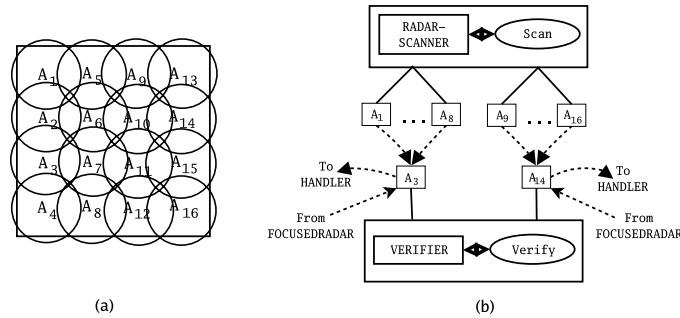 A1 A5 A9 A13
A2 A6 A10 A14
A3 A7 A11 A15
A4 A8 A12 A16
(a)
RADAR–
SCANNER
Scan
A1 ... A8
A9 ... A16
To
HANDLER
A3
A14
To
HANDLER
From
FOCUSEDRADAR
From
FOCUSEDRADAR
VERIFIER
Verify
(b)